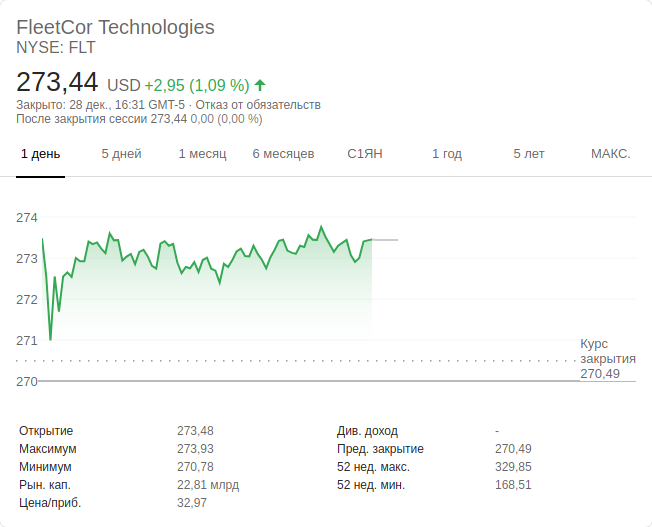 FleetCor Technologies
NYSE: FLT
273,44 USD +2,95 (1,09 %)
Закрыто: 28 дек., 16:31 GMT-5 · Отказ от обязательств
После закрытия сессии 273,44 0,00 (0,00 %)
1 день 5 дней 1 месяц 6 месяцев С1ЯН 1 год 5 лет МАКС.
274
273
272
271
270
Курс
закрытия
270,49
Открытие 273,48 Див. доход -
Максимум 273,93 Пред. закрытие 270,49
Минимум 270,78 52 нед. макс. 329,85
Рын. кап. 22,81 млрд 52 нед. мин. 168,51
Цена/приб. 32,97